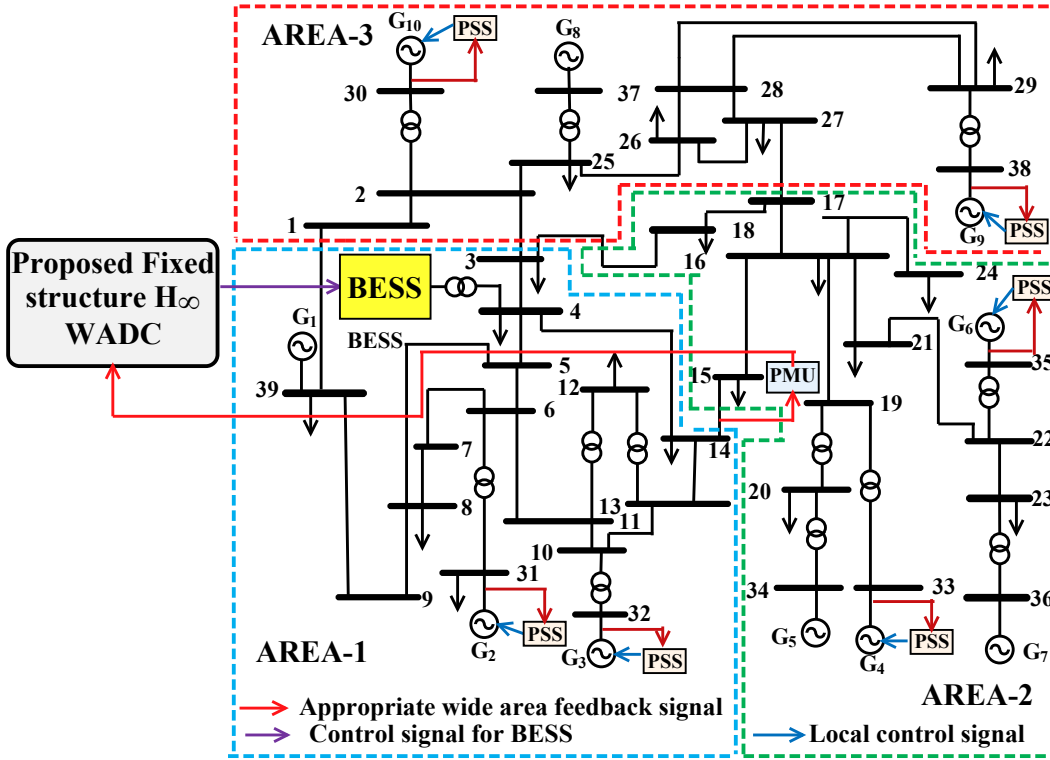 AREA-3
G10
PSS
G8
30
37
28
29
26
27
25
38
2
17
PSS
G9
1
18
16
3
24
Proposed Fixed
structure H∞
WADC
BESS
4
PSS
G6
G1
BESS
21
5
12
15
PMU
35
39
6
19
7
14
22
20
23
8
13
11
10
31
34
33
36
9
32
PSS
G2
G3
PSS
G5
G4
PSS
G7
AREA-1
AREA-2
Appropriate wide area feedback signal
Control signal for BESS
Local control signal